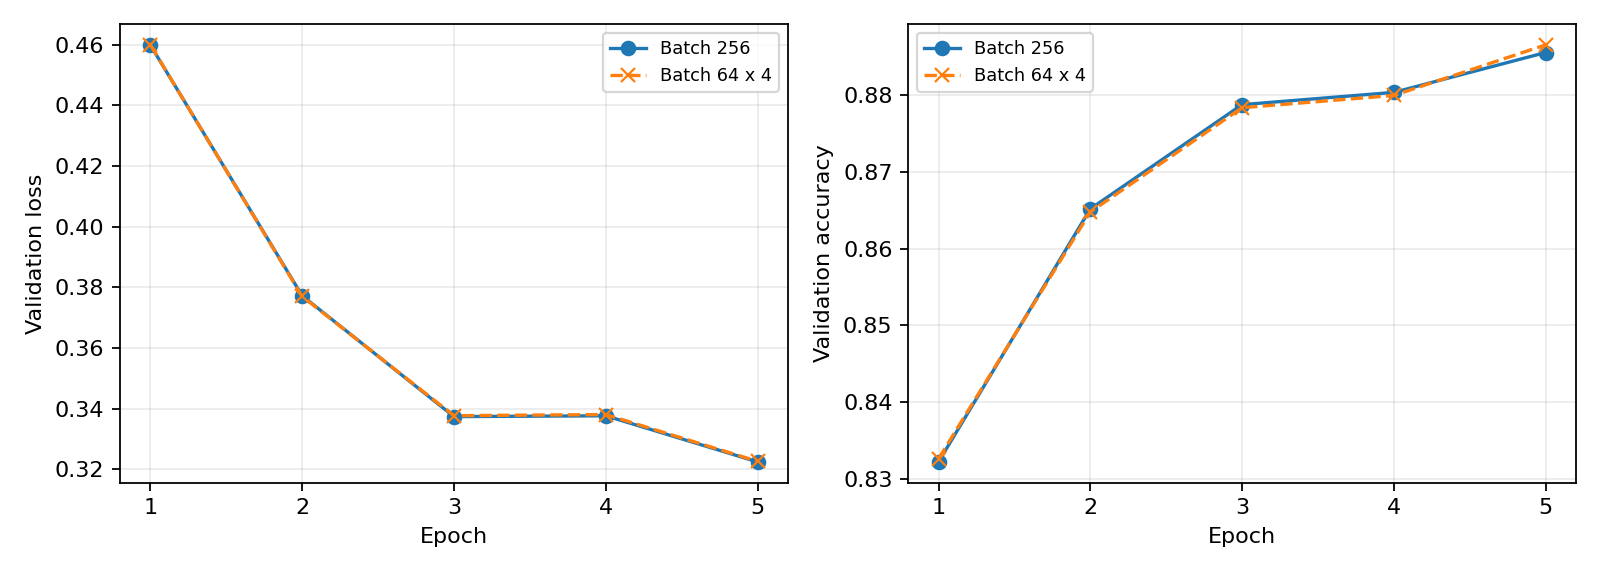 0.46
0.44
0.42
0.40
0.38
0.36
0.34
0.32
Validation loss
1 2 3 4 5
Epoch
Batch 256
Batch 64 x 4
0.88
0.87
0.86
0.85
0.84
0.83
Validation accuracy
1 2 3 4 5
Epoch
Batch 256
Batch 64 x 4